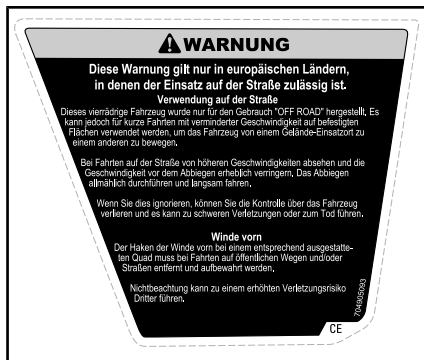 WARNUNG
Diese Warnung gilt nur in europäischen Ländern,
in denen der Einsatz auf der Straße zulässig ist.
Verwendung auf der Straße
Dieses vierrädrige Fahrzeug wurde nur für den Gebrauch "OFF ROAD" hergestellt. Es
kann jedoch für kurze Fahrten mit verminderter Geschwindigkeit auf befestigten
Flächen verwendet werden, um das Fahrzeug von einem Gelände-Einsatzort zu
einem anderen zu bewegen.
Bei Fahrten auf der Straße von höheren Geschwindigkeiten absehen und die
Geschwindigkeit vor dem Abbiegen erheblich verringern. Das Abbiegen
allmählich durchführen und langsam fahren.
Wenn Sie dies ignorieren, können Sie die Kontrolle über das Fahrzeug
verlieren und es kann zu schweren Verletzungen oder zum Tod führen.
Winde vorn
Der Haken der Winde vorn bei einem entsprechend ausgestatte-
ten Quad muss bei Fahrten auf öffentlichen Wegen und/oder
Straßen entfernt und aufbewahrt werden.
Nichtbeachtung kann zu einem erhöhten Verletzungsrisiko
Dritter führen.
704905093
CE